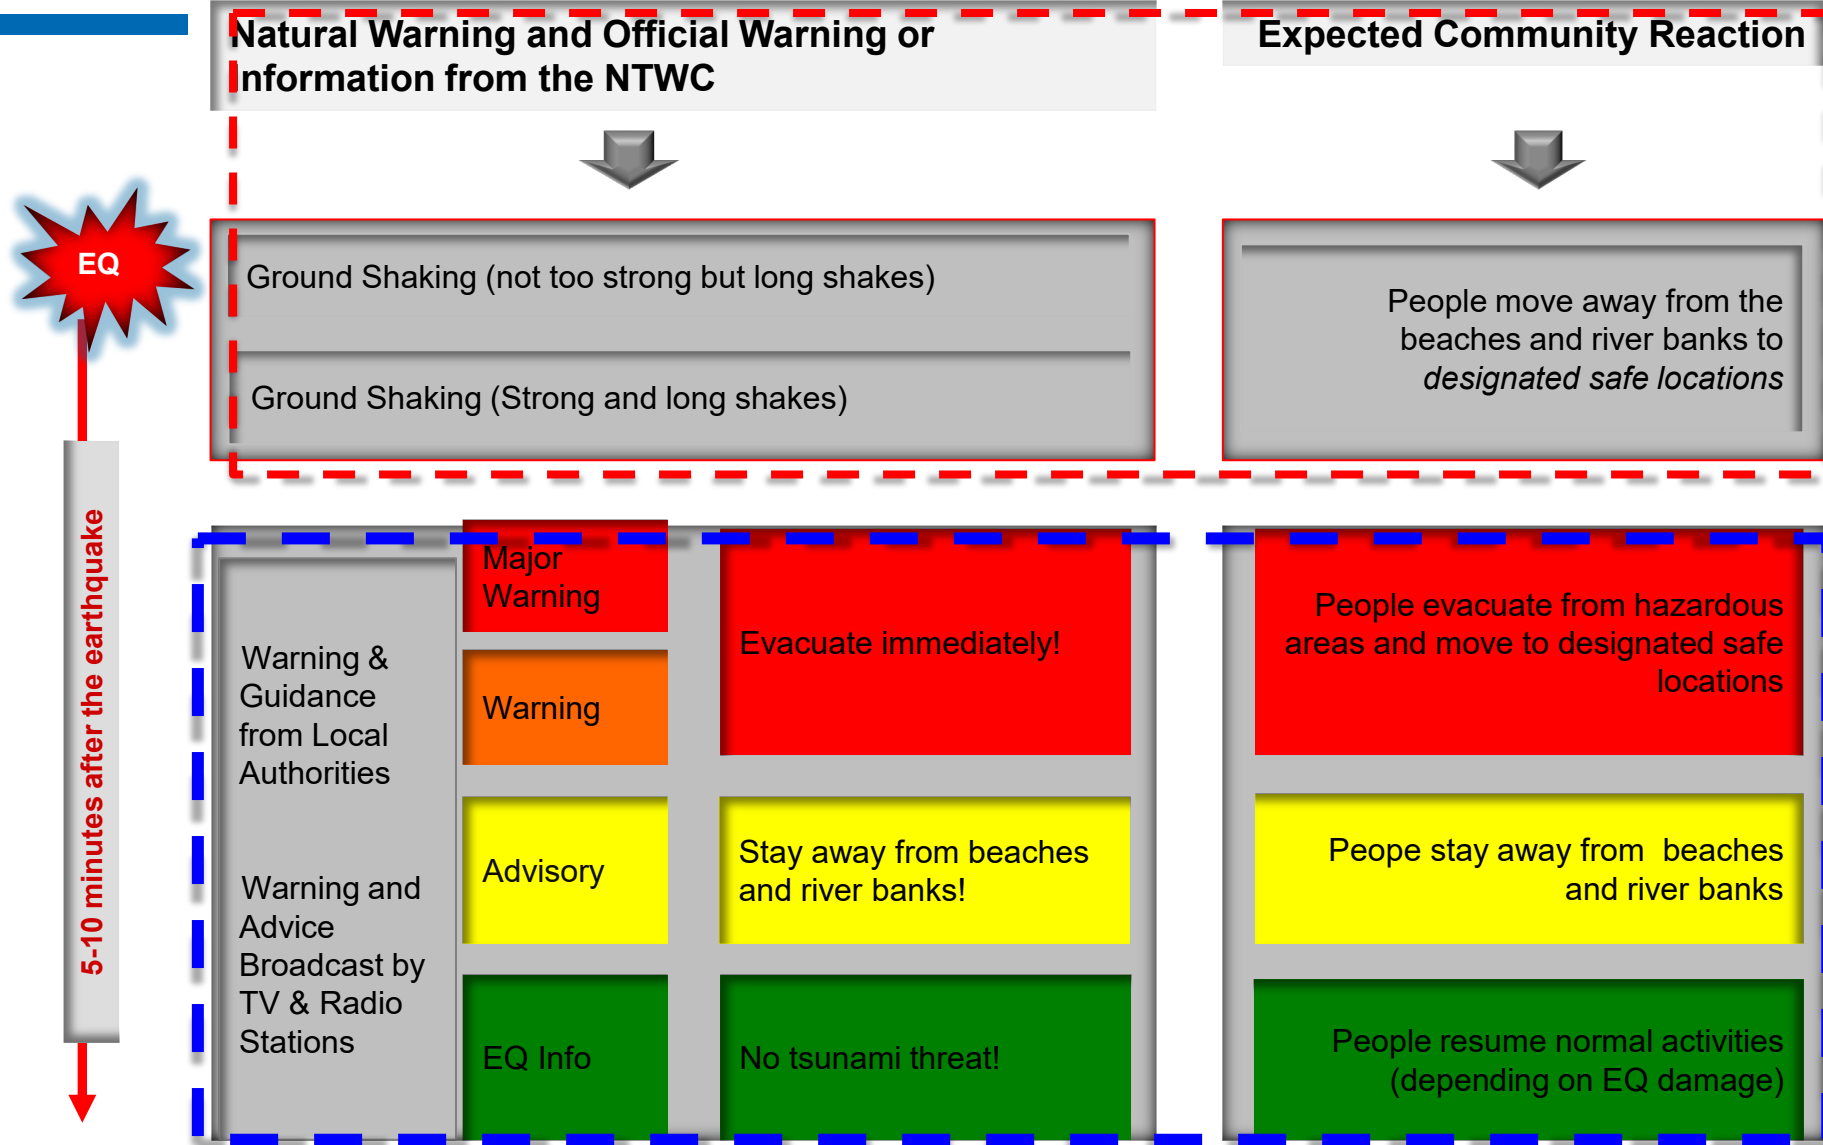 Natural Warning and Official Warning or
Information from the NTWC
Expected Community Reaction
EQ
Ground Shaking (not too strong but long shakes)
Ground Shaking (Strong and long shakes)
People move away from the
beaches and river banks to
designated safe locations
5-10 minutes after the earthquake
Warning &
Guidance
from Local
Authorities
Warning and
Advice
Broadcast by
TV & Radio
Stations
Major
Warning
Warning
Advisory
EQ Info
Evacuate immediately!
Stay away from beaches
and river banks!
No tsunami threat!
People evacuate from hazardous
areas and move to designated safe
locations
Peope stay away from  beaches
and river banks
People resume normal activities
(depending on EQ damage)